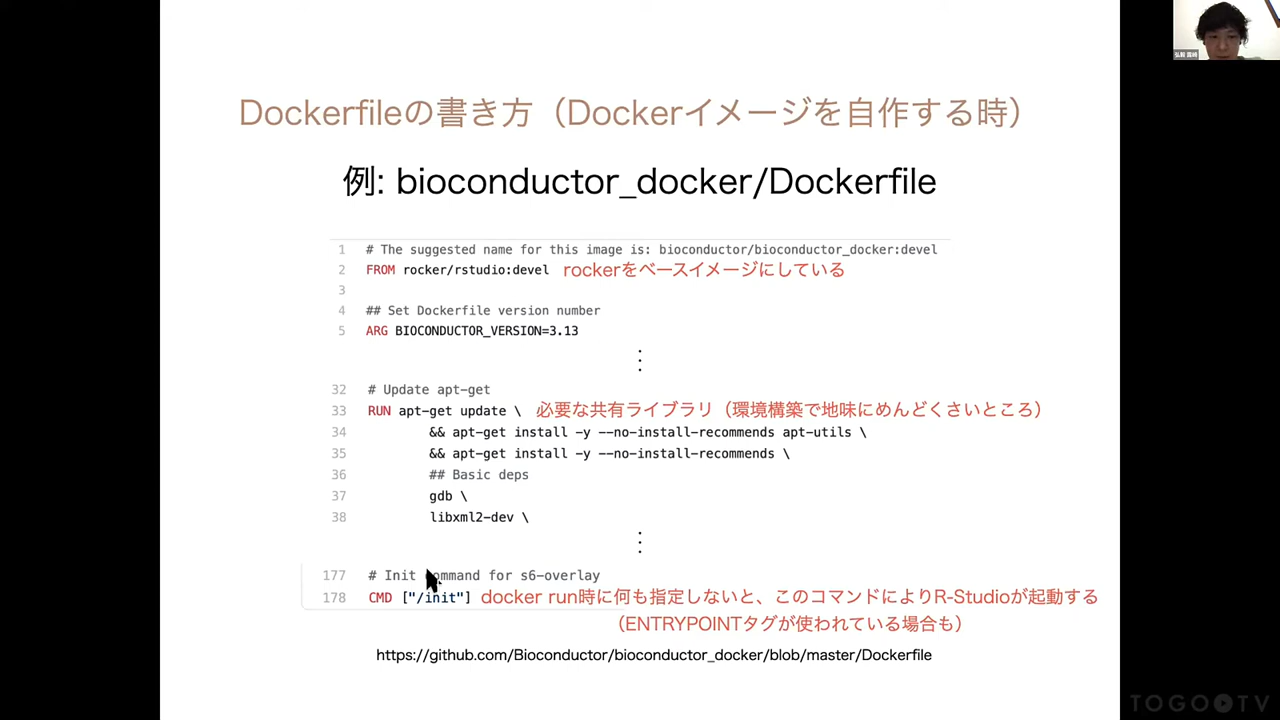 Dockerfileの書き方（Dockerイメージを自作する時）
例: bioconductor_docker/Dockerfile
1 # The suggested name for this image is: bioconductor/bioconductor_docker:devel
2 FROM rocker/rstudio:devel rockerをベースイメージにしている
3
4 ## Set Dockerfile version number
5 ARG BIOCONDUCTOR_VERSION=3.13
32 # Update apt-get
33 RUN apt-get update \ 必要な共有ライブラリ（環境構築で地味にめんどくさいところ）
34 && apt-get install -y --no-install-recommends apt-utils \
35 && apt-get install -y --no-install-recommends \
36 ## Basic deps
37 gdb \
38 libxml2-dev \
177 # Init command for s6-overlay
178 CMD ["/init"] docker run時に何も指定しないと、このコマンドによりR-Studioが起動する
（ENTRYPOINTタグが使われている場合も）
https://github.com/Bioconductor/bioconductor_docker/blob/master/Dockerfile
TOGOTV